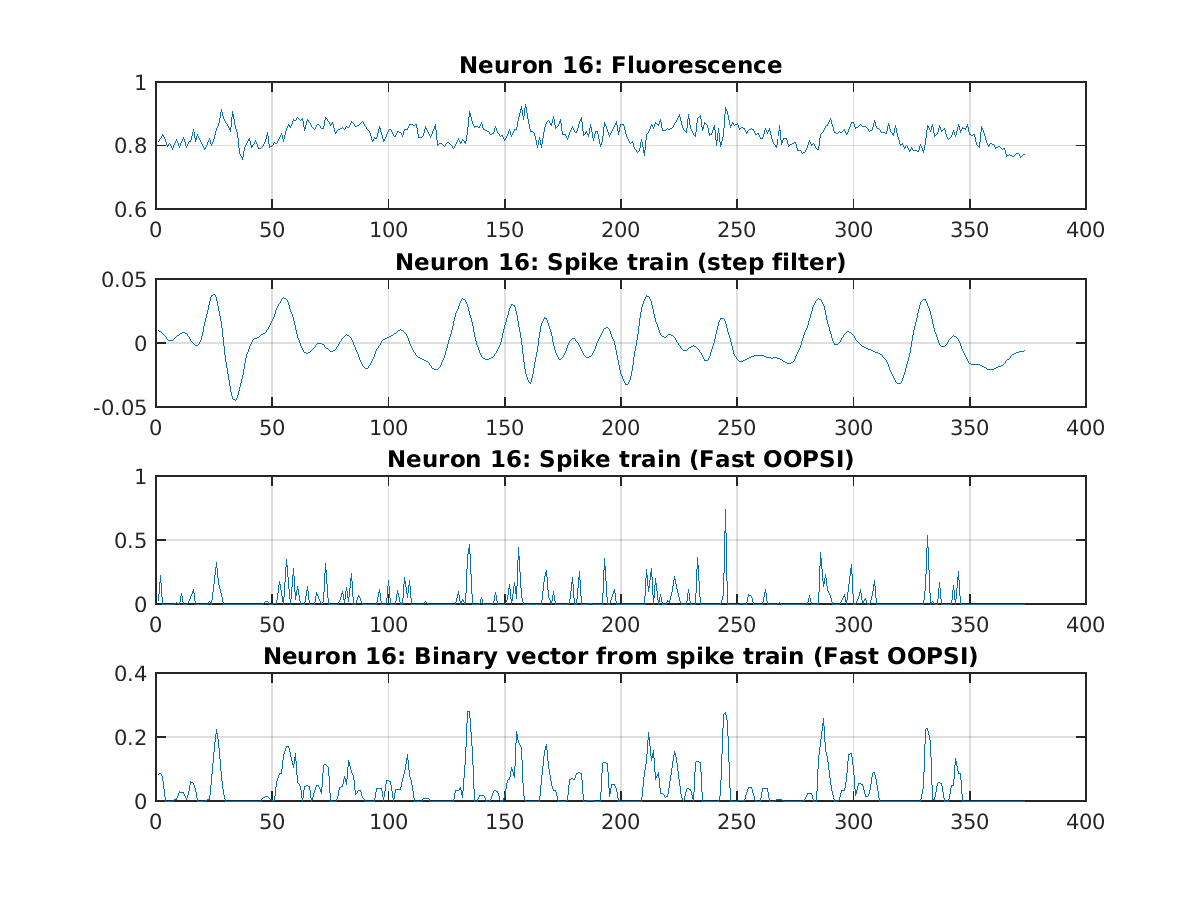 Neuron 16: Fluorescence
1
0.8
0.6
0 50 100 150 200 250 300 350 400
Neuron 16: Spike train (step filter)
0.05
0
-0.05
0 50 100 150 200 250 300 350 400
Neuron 16: Spike train (Fast OOPSI)
1
0.5
0
0 50 100 150 200 250 300 350 400
Neuron 16: Binary vector from spike train (Fast OOPSI)
0.4
0.2
0
0 50 100 150 200 250 300 350 400